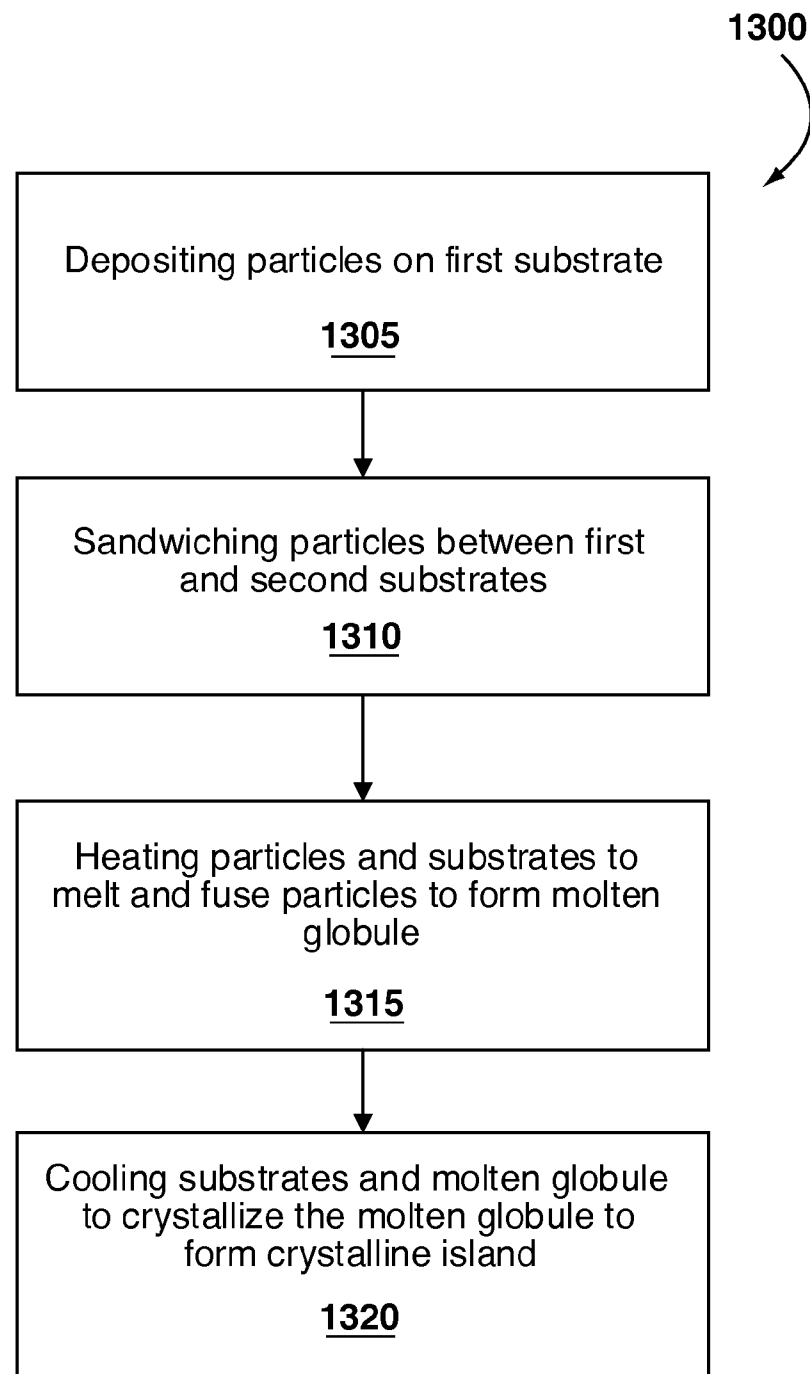 1300
Depositing particles on first substrate
1305
Sandwiching particles between first
and second substrates
1310
Heating particles and substrates to
melt and fuse particles to form molten
globule
1315
Cooling substrates and molten globule
to crystallize the molten globule to
form crystalline island
1320